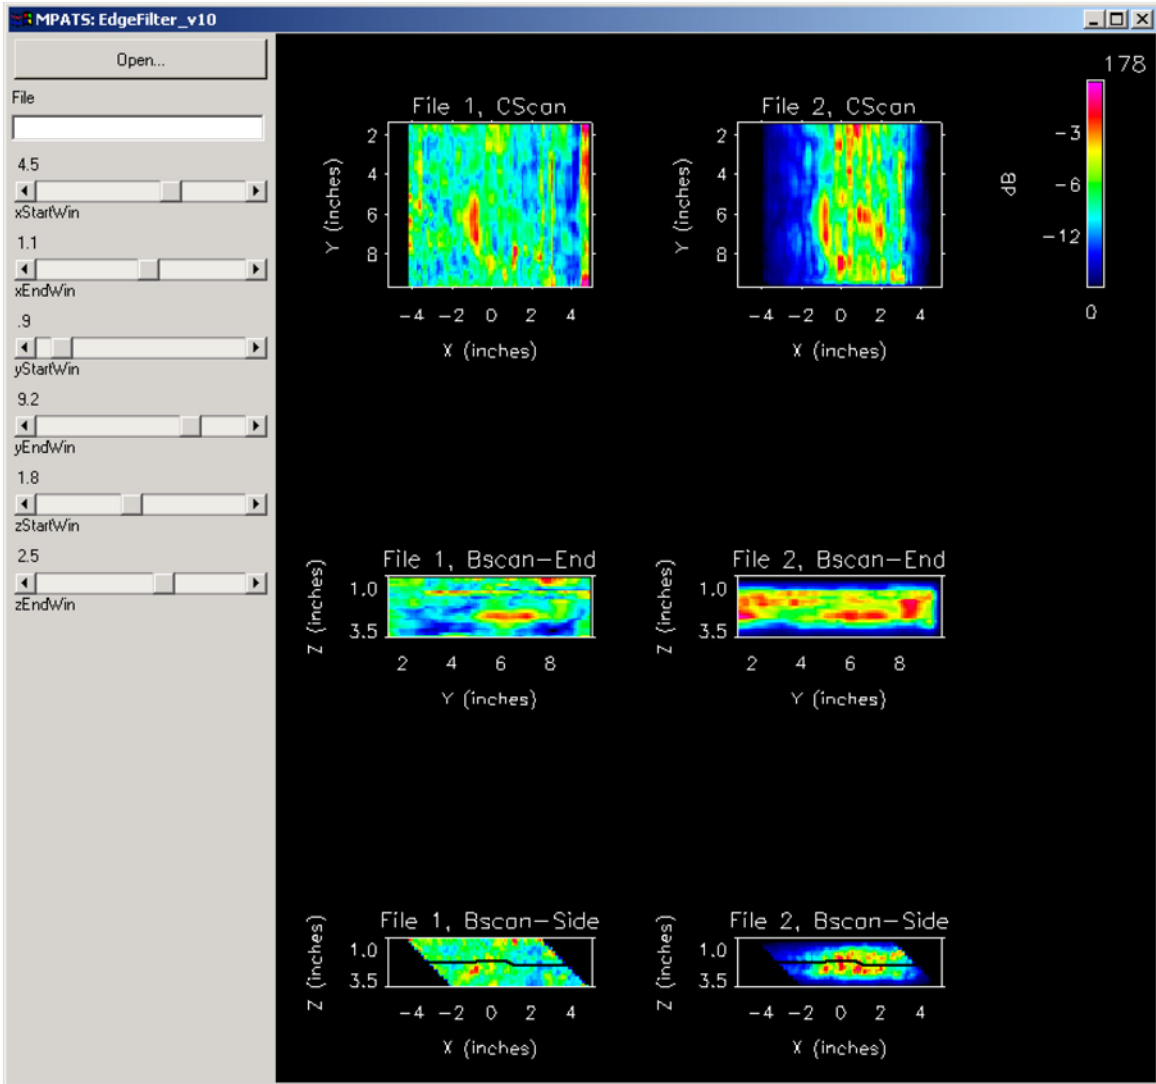 MPATS: EdgeFilter_v10
Open...
File
4.5
xStartWin
1.1
xEndWin
.9
yStartWin
9.2
yEndWin
1.8
zStartWin
2.5
zEndWin
178
File 1, CScan
File 2, CScan
2
4
6
8
Y (inches)
-4 -2 0 2 4
X (inches)
2
4
6
8
Y (inches)
-4 -2 0 2 4
X (inches)
dB
-3
-6
-12
0
File 1, Bscan-End
File 2, Bscan-End
Z (inches)
1.0
3.5
2 4 6 8
Y (inches)
Z (inches)
1.0
3.5
2 4 6 8
Y (inches)
File 1, Bscan-Side
File 2, Bscan-Side
Z (inches)
1.0
3.5
-4 -2 0 2 4
X (inches)
Z (inches)
1.0
3.5
-4 -2 0 2 4
X (inches)